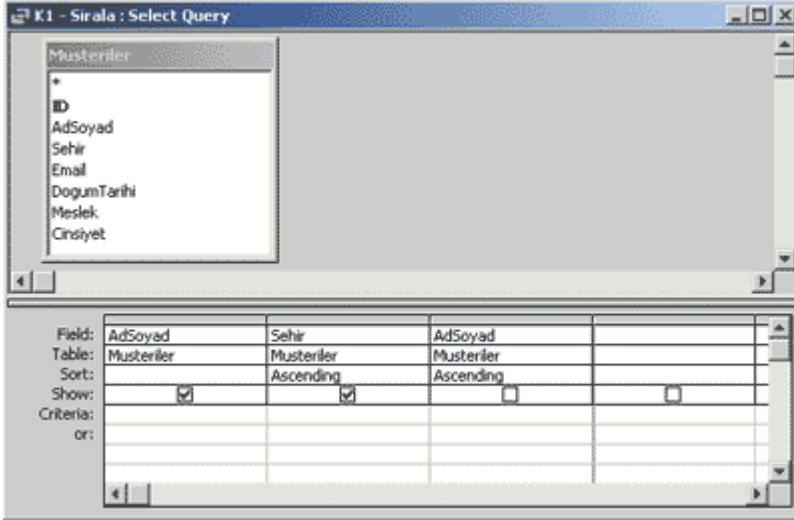 K1 - Sirala : Select Query
Musteriler
*
ID
AdSoyad
Sehir
Email
DogumTarihi
Meslek
Cinsiyet
Field: AdSoyad Sehir AdSoyad
Table: Musteriler Musteriler Musteriler
Sort: Ascending Ascending
Show:
Criteria:
or: